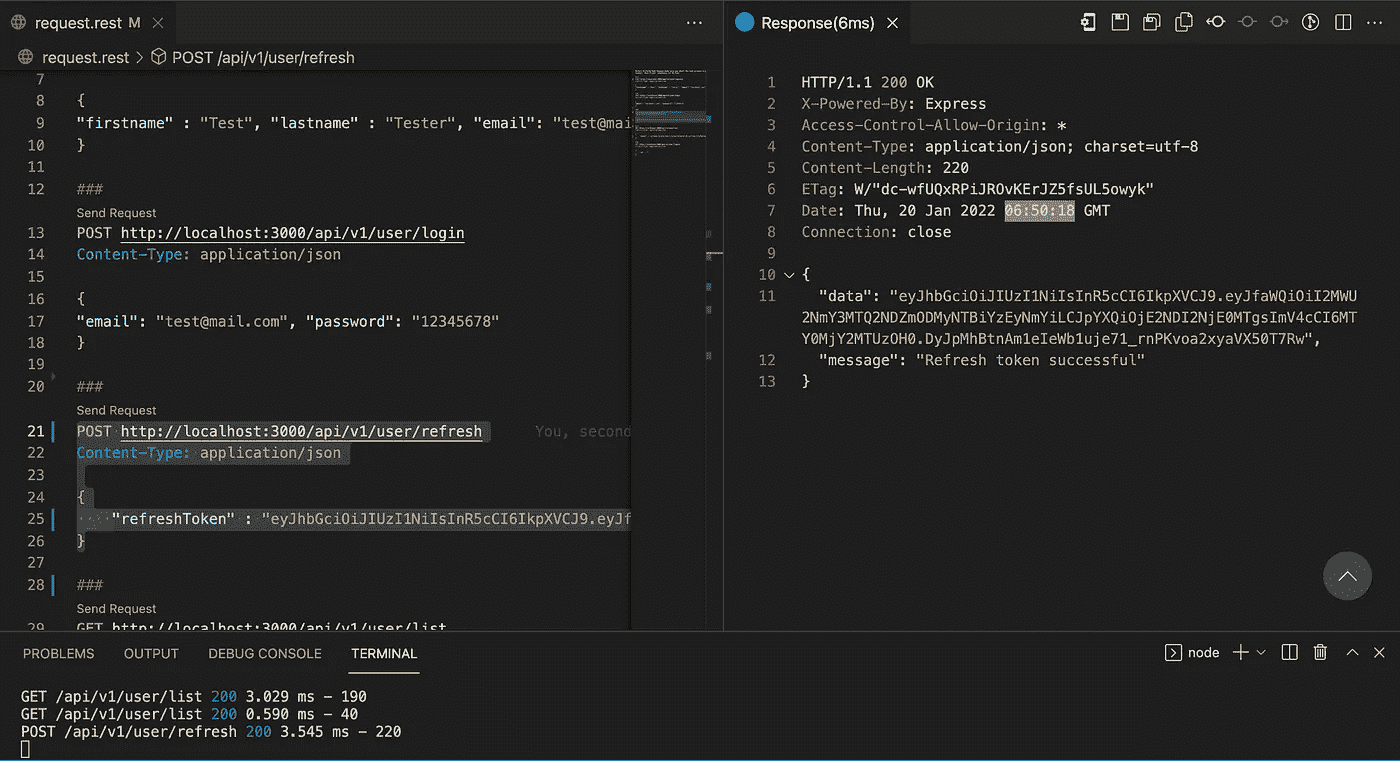 request.rest M
request.rest > POST /api/v1/user/refresh
7
8 {
9 "firstname" : "Test", "lastname" : "Tester", "email": "test@mai
10 }
11
12 ###
Send Request
13 POST http://localhost:3000/api/v1/user/login
14 Content-Type: application/json
15
16 {
17 "email": "test@mail.com", "password": "12345678"
18 }
19
20 ###
Send Request
21 POST http://localhost:3000/api/v1/user/refresh You, second
22 Content-Type: application/json
23
24 {
25 "refreshToken" : "eyJhbGciOiJIUzI1NiIsInR5cCI6IkpXVCJ9.eyJf
26 }
27
28 ###
Send Request
29 GET http://localhost:3000/api/v1/user/list
Response(6ms)
1 HTTP/1.1 200 OK
2 X-Powered-By: Express
3 Access-Control-Allow-Origin: *
4 Content-Type: application/json; charset=utf-8
5 Content-Length: 220
6 ETag: W/"dc-wfUQxRPiJROvKErJZ5fsUL5owyk"
7 Date: Thu, 20 Jan 2022 06:50:18 GMT
8 Connection: close
9
10 {
11 "data": "eyJhbGciOiJIUzI1NiIsInR5cCI6IkpXVCJ9.eyJfaWQiOiI2MWU
2NmY3MTQ2NDZmODMyNTBiYzEyNmYiLCJpYXQiOjE2NDI2NjE0MTgsImV4cCI6MT
Y0MjY2MTUzOH0.DyJpMhBtnAm1eIeWb1uje71_rnPKvoa2xyaVX50T7Rw",
12 "message": "Refresh token successful"
13 }
PROBLEMS OUTPUT DEBUG CONSOLE TERMINAL node
GET /api/v1/user/list 200 3.029 ms - 190
GET /api/v1/user/list 200 0.590 ms - 40
POST /api/v1/user/refresh 200 3.545 ms - 220